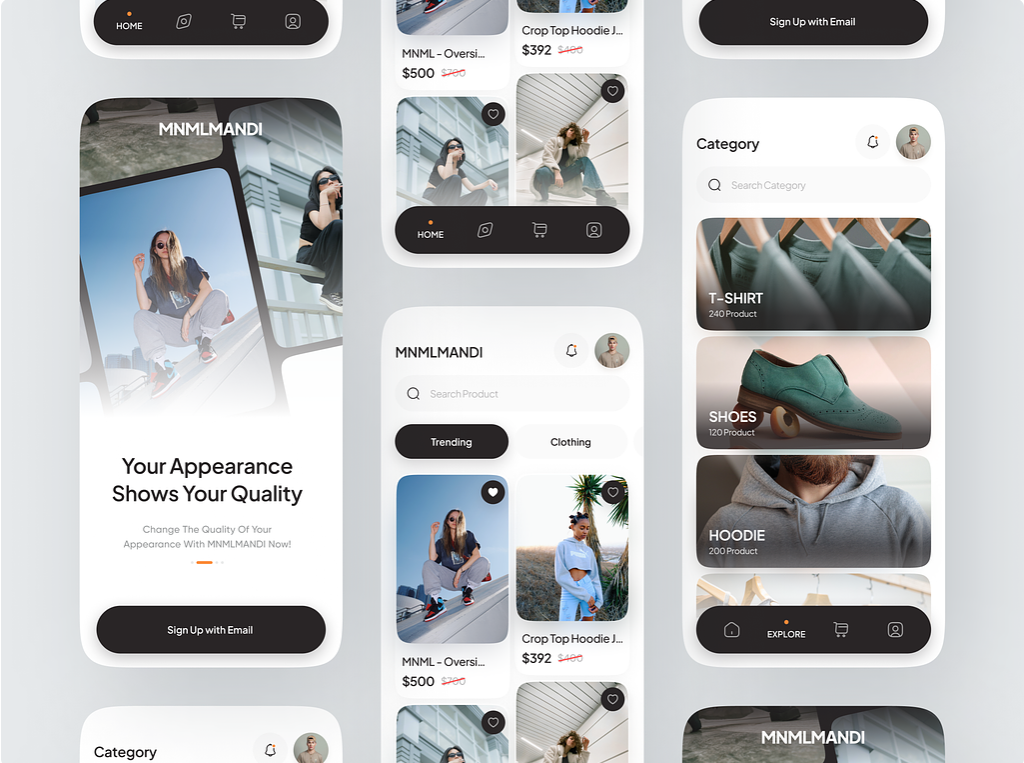 HOME
MNMLMANDI
Your Appearance
Shows Your Quality
Change The Quality Of Your
Appearance With MNMLMANDI Now!
Sign Up with Email
Category
MNML - Oversi...
$500 $700
Crop Top Hoodie J...
$392 $400
HOME
MNMLMANDI
Search Product
Trending
Clothing
MNML - Oversi...
$500 $700
Crop Top Hoodie J...
$392 $400
Sign Up with Email
Category
Search Category
T-SHIRT
240 Product
SHOES
120 Product
HOODIE
200 Product
EXPLORE
MNMLMANDI